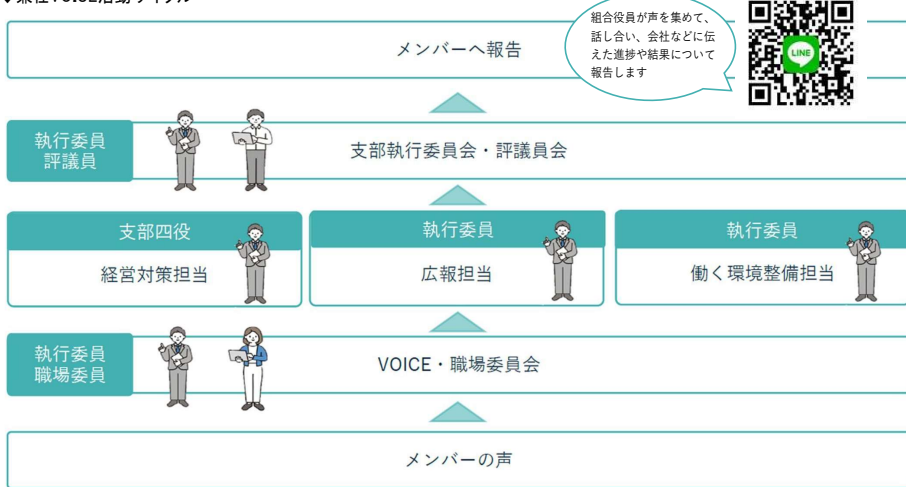 組合役員が声を集めて、
話し合い、会社などに伝
えた進捗や結果について
報告します
LINE
メンバーへ報告
執行委員
評議員
支部執行委員会・評議員会
支部四役
経営対策担当
執行委員
広報担当
執行委員
働く環境整備担当
執行委員
職場委員
VOICE・職場委員会
メンバーの声